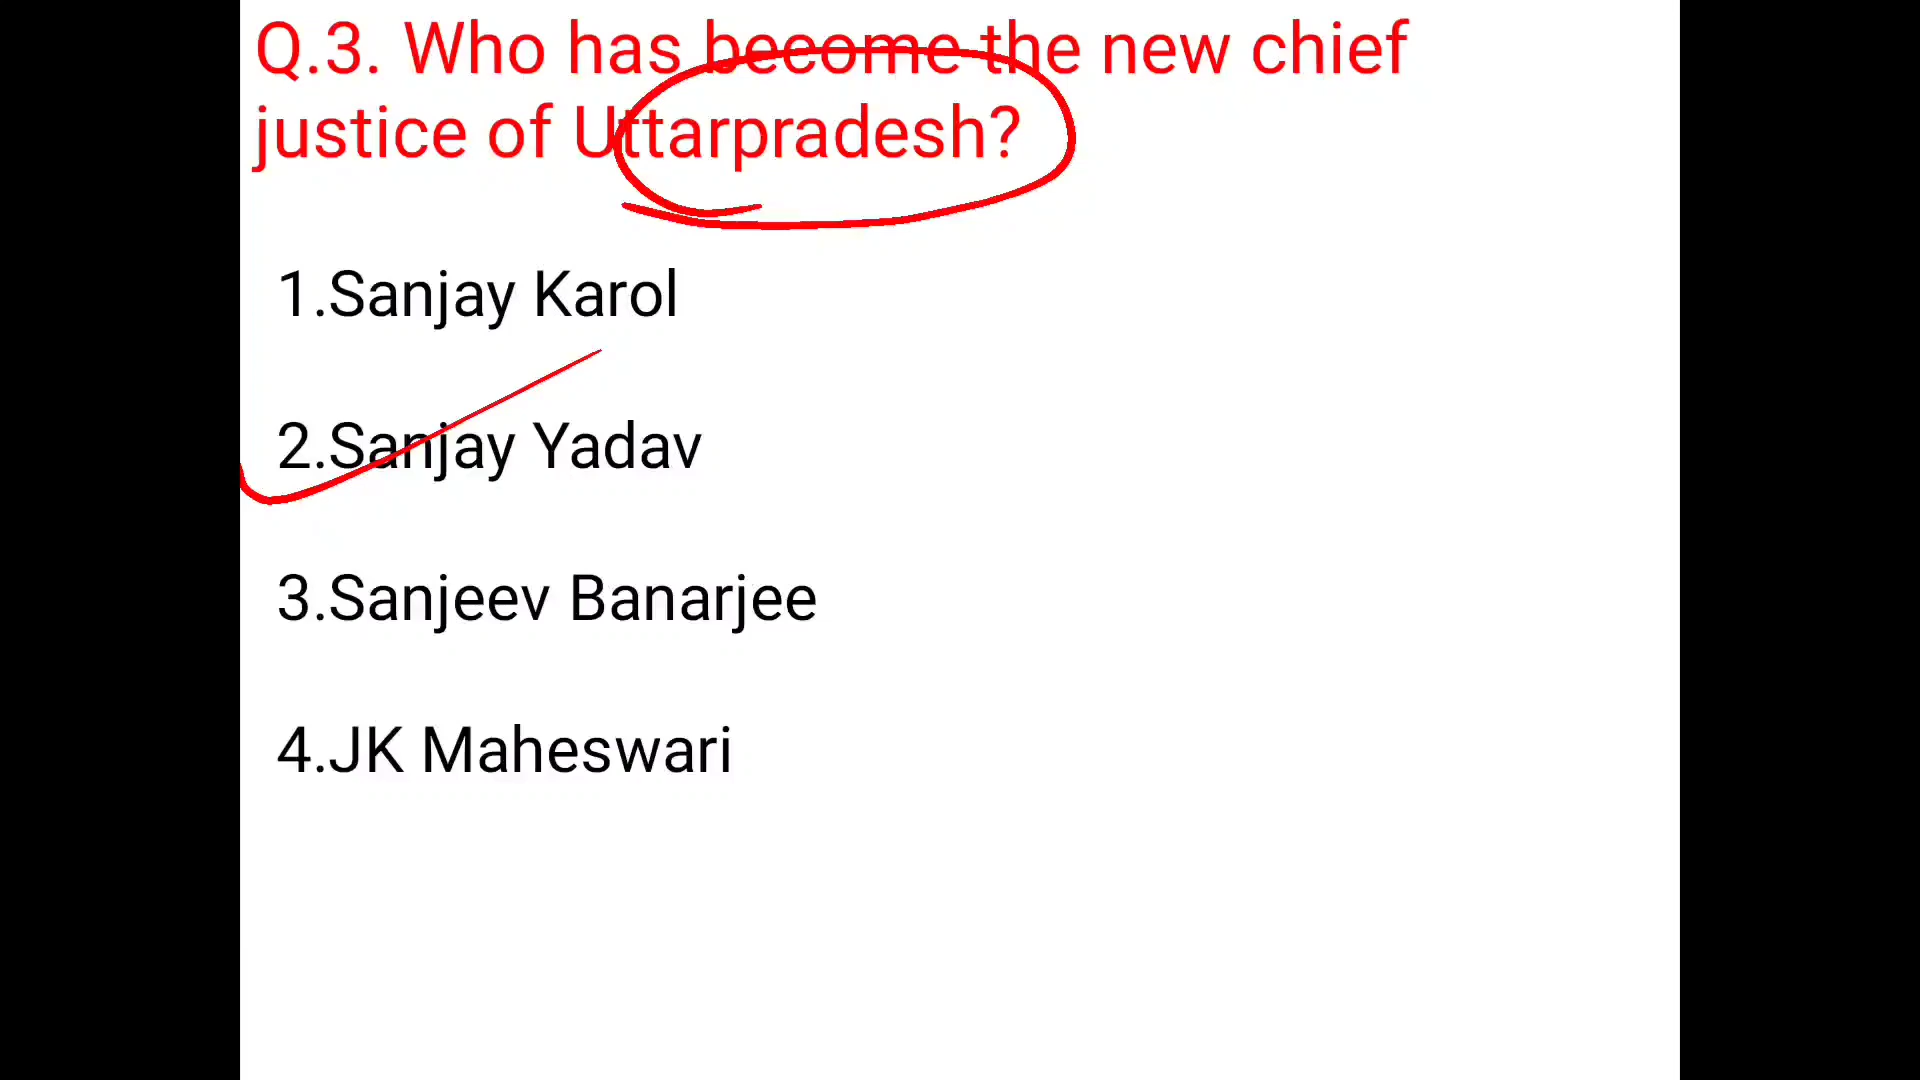 Q.3. Who has become the new chief
justice of Uttarpradesh?
1.Sanjay Karol
2.Sanjay Yadav
3.Sanjeev Banarjee
4.JK Maheswari